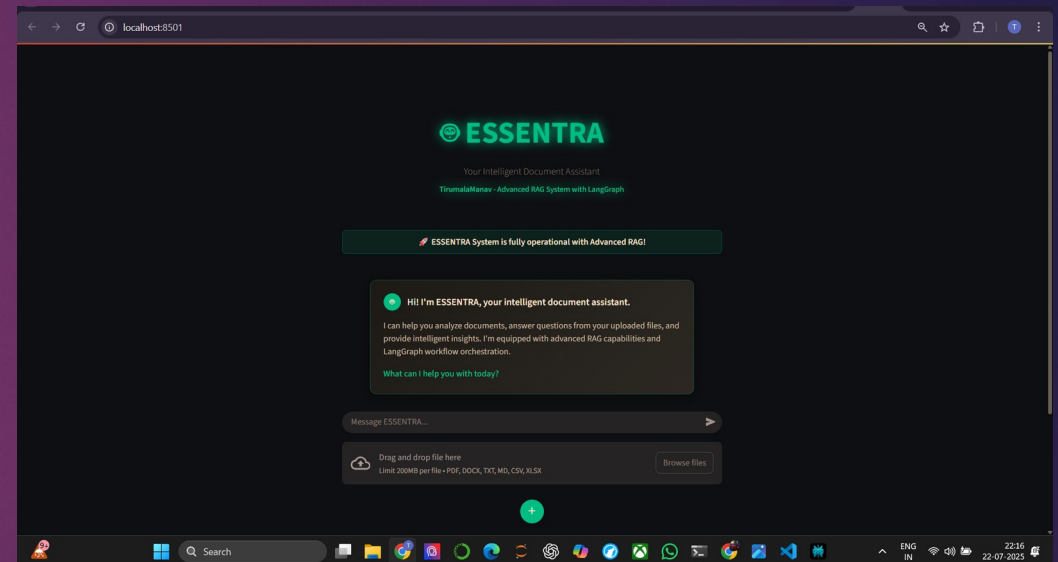 localhost:8501
T
ESSENTRA
Your Intelligent Document Assistant
TirumalaManav - Advanced RAG System with LangGraph
🚀 ESSENTRA System is fully operational with Advanced RAG!
Hi! I'm ESSENTRA, your intelligent document assistant.
I can help you analyze documents, answer questions from your uploaded files, and
provide intelligent insights. I'm equipped with advanced RAG capabilities and
LangGraph workflow orchestration.
What can I help you with today?
Message ESSENTRA...
Drag and drop file here
Limit 200MB per file • PDF, DOCX, TXT, MD, CSV, XLSX
Browse files
+
9+
Search
ENG
IN
22:16
22-07-2025